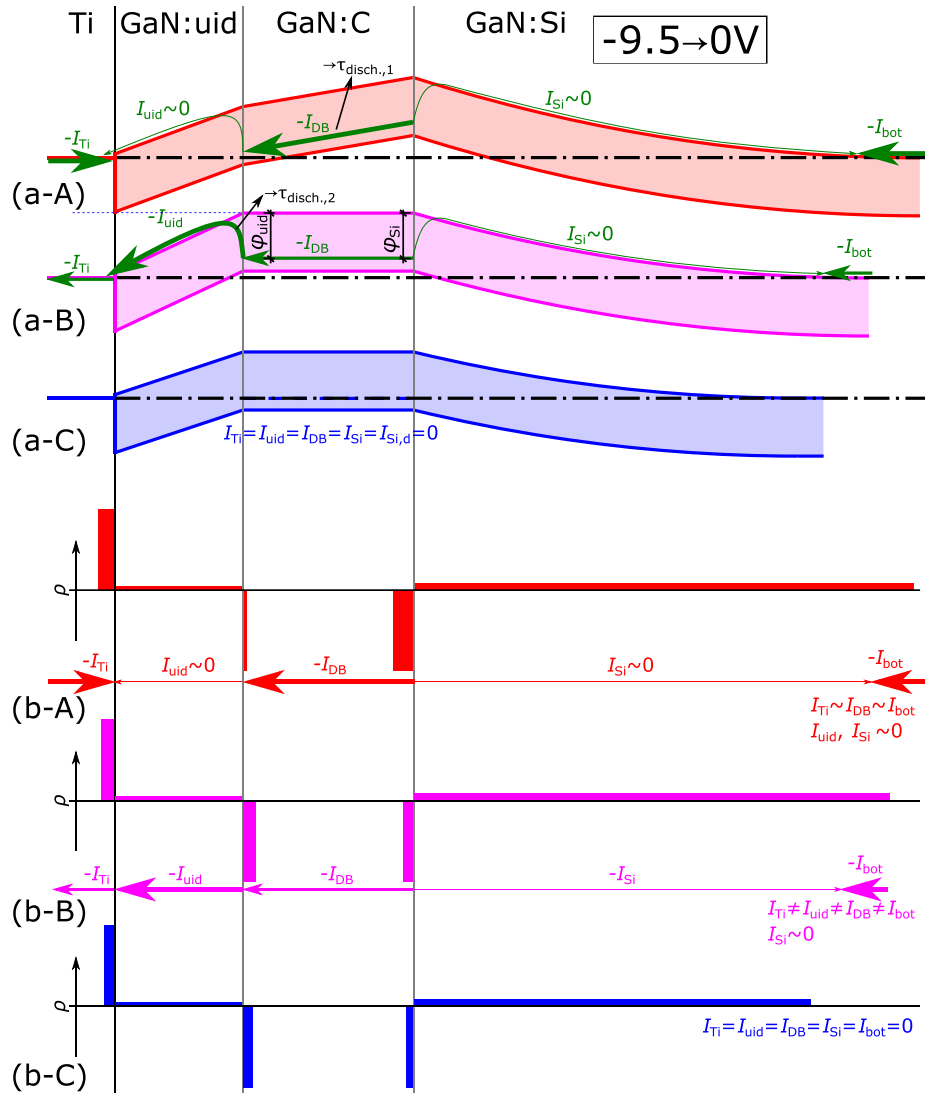 Ti GaN:uid GaN:C GaN:Si -9.5→0V
→τdisch.,1
-ITi Iuid~0 -IDB ISi~0 -Ibot
(a-A)
→τdisch.,2
-ITi -Iuid φuid -IDB φSi ISi~0 -Ibot
(a-B)
(a-C)
ITi=Iuid=IDB=ISi=ISi,d=0
ρ
-ITi Iuid~0 -IDB ISi~0 -Ibot
(b-A)
ITi~IDB~Ibot
Iuid, ISi~0
ρ
-ITi -Iuid -IDB -ISi -Ibot
(b-B)
ITi≠Iuid≠IDB≠Ibot
ISi~0
ρ
ITi=Iuid=IDB=ISi=Ibot=0
(b-C)